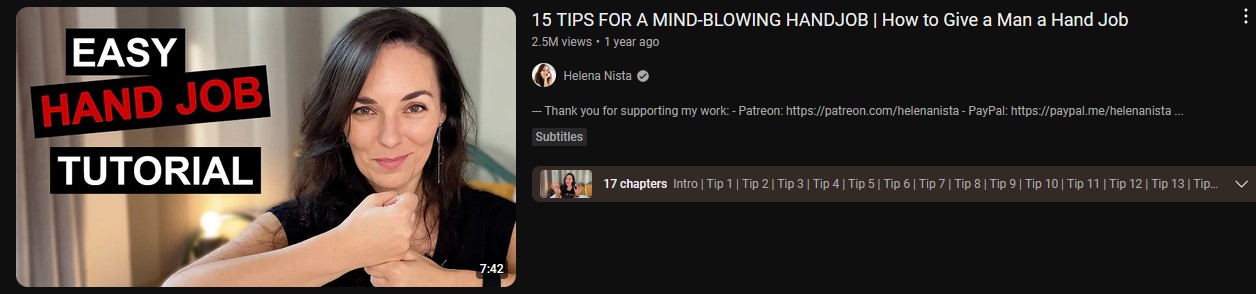 EASY
HAND JOB
TUTORIAL
7:42
15 TIPS FOR A MIND-BLOWING HANDJOB | How to Give a Man a Hand Job
2.5M views • 1 year ago
Helena Nista
--- Thank you for supporting my work: - Patreon: https://patreon.com/helenanista - PayPal: https://paypal.me/helenanista ...
Subtitles
17 chapters Intro | Tip 1 | Tip 2 | Tip 3 | Tip 4 | Tip 5 | Tip 6 | Tip 7 | Tip 8 | Tip 9 | Tip 10 | Tip 11 | Tip 12 | Tip 13 | Tip...